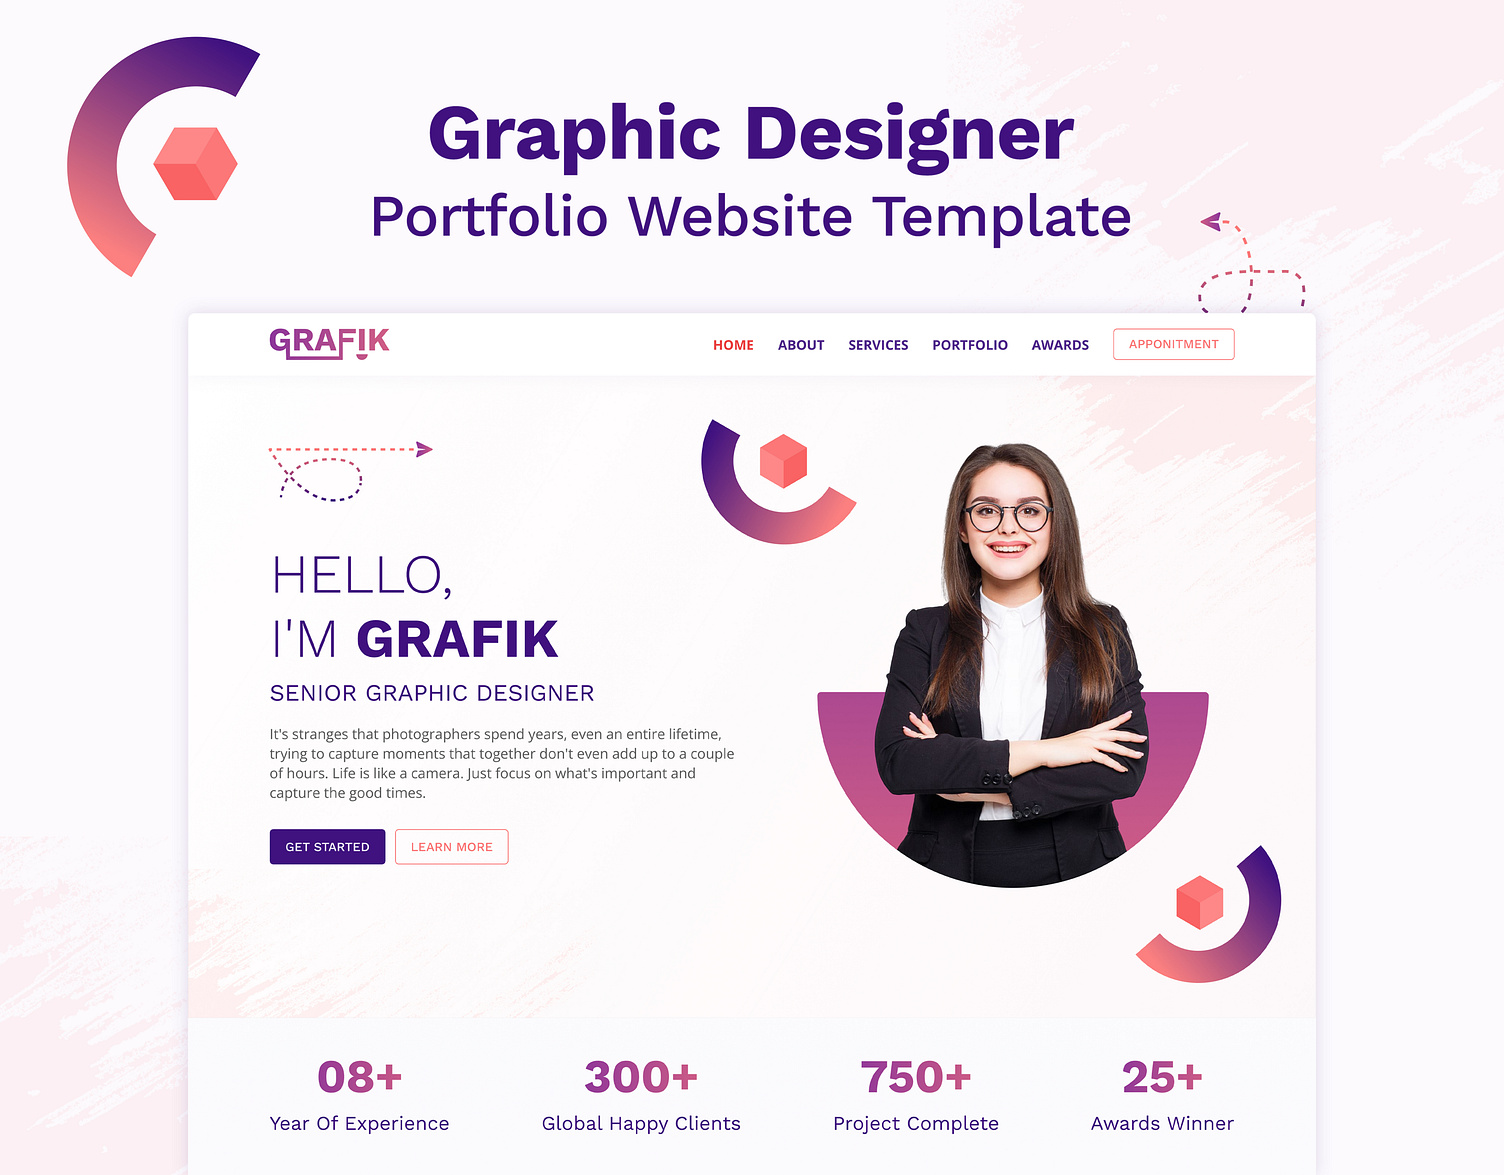 Graphic Designer
Portfolio Website Template
GRAFIK
HOME ABOUT SERVICES PORTFOLIO AWARDS APPONITMENT
HELLO,
I'M GRAFIK
SENIOR GRAPHIC DESIGNER
It's stranges that photographers spend years, even an entire lifetime,
trying to capture moments that together don't even add up to a couple
of hours. Life is like a camera. Just focus on what's important and
capture the good times.
GET STARTED LEARN MORE
08+ 300+ 750+ 25+
Year Of Experience Global Happy Clients Project Complete Awards Winner